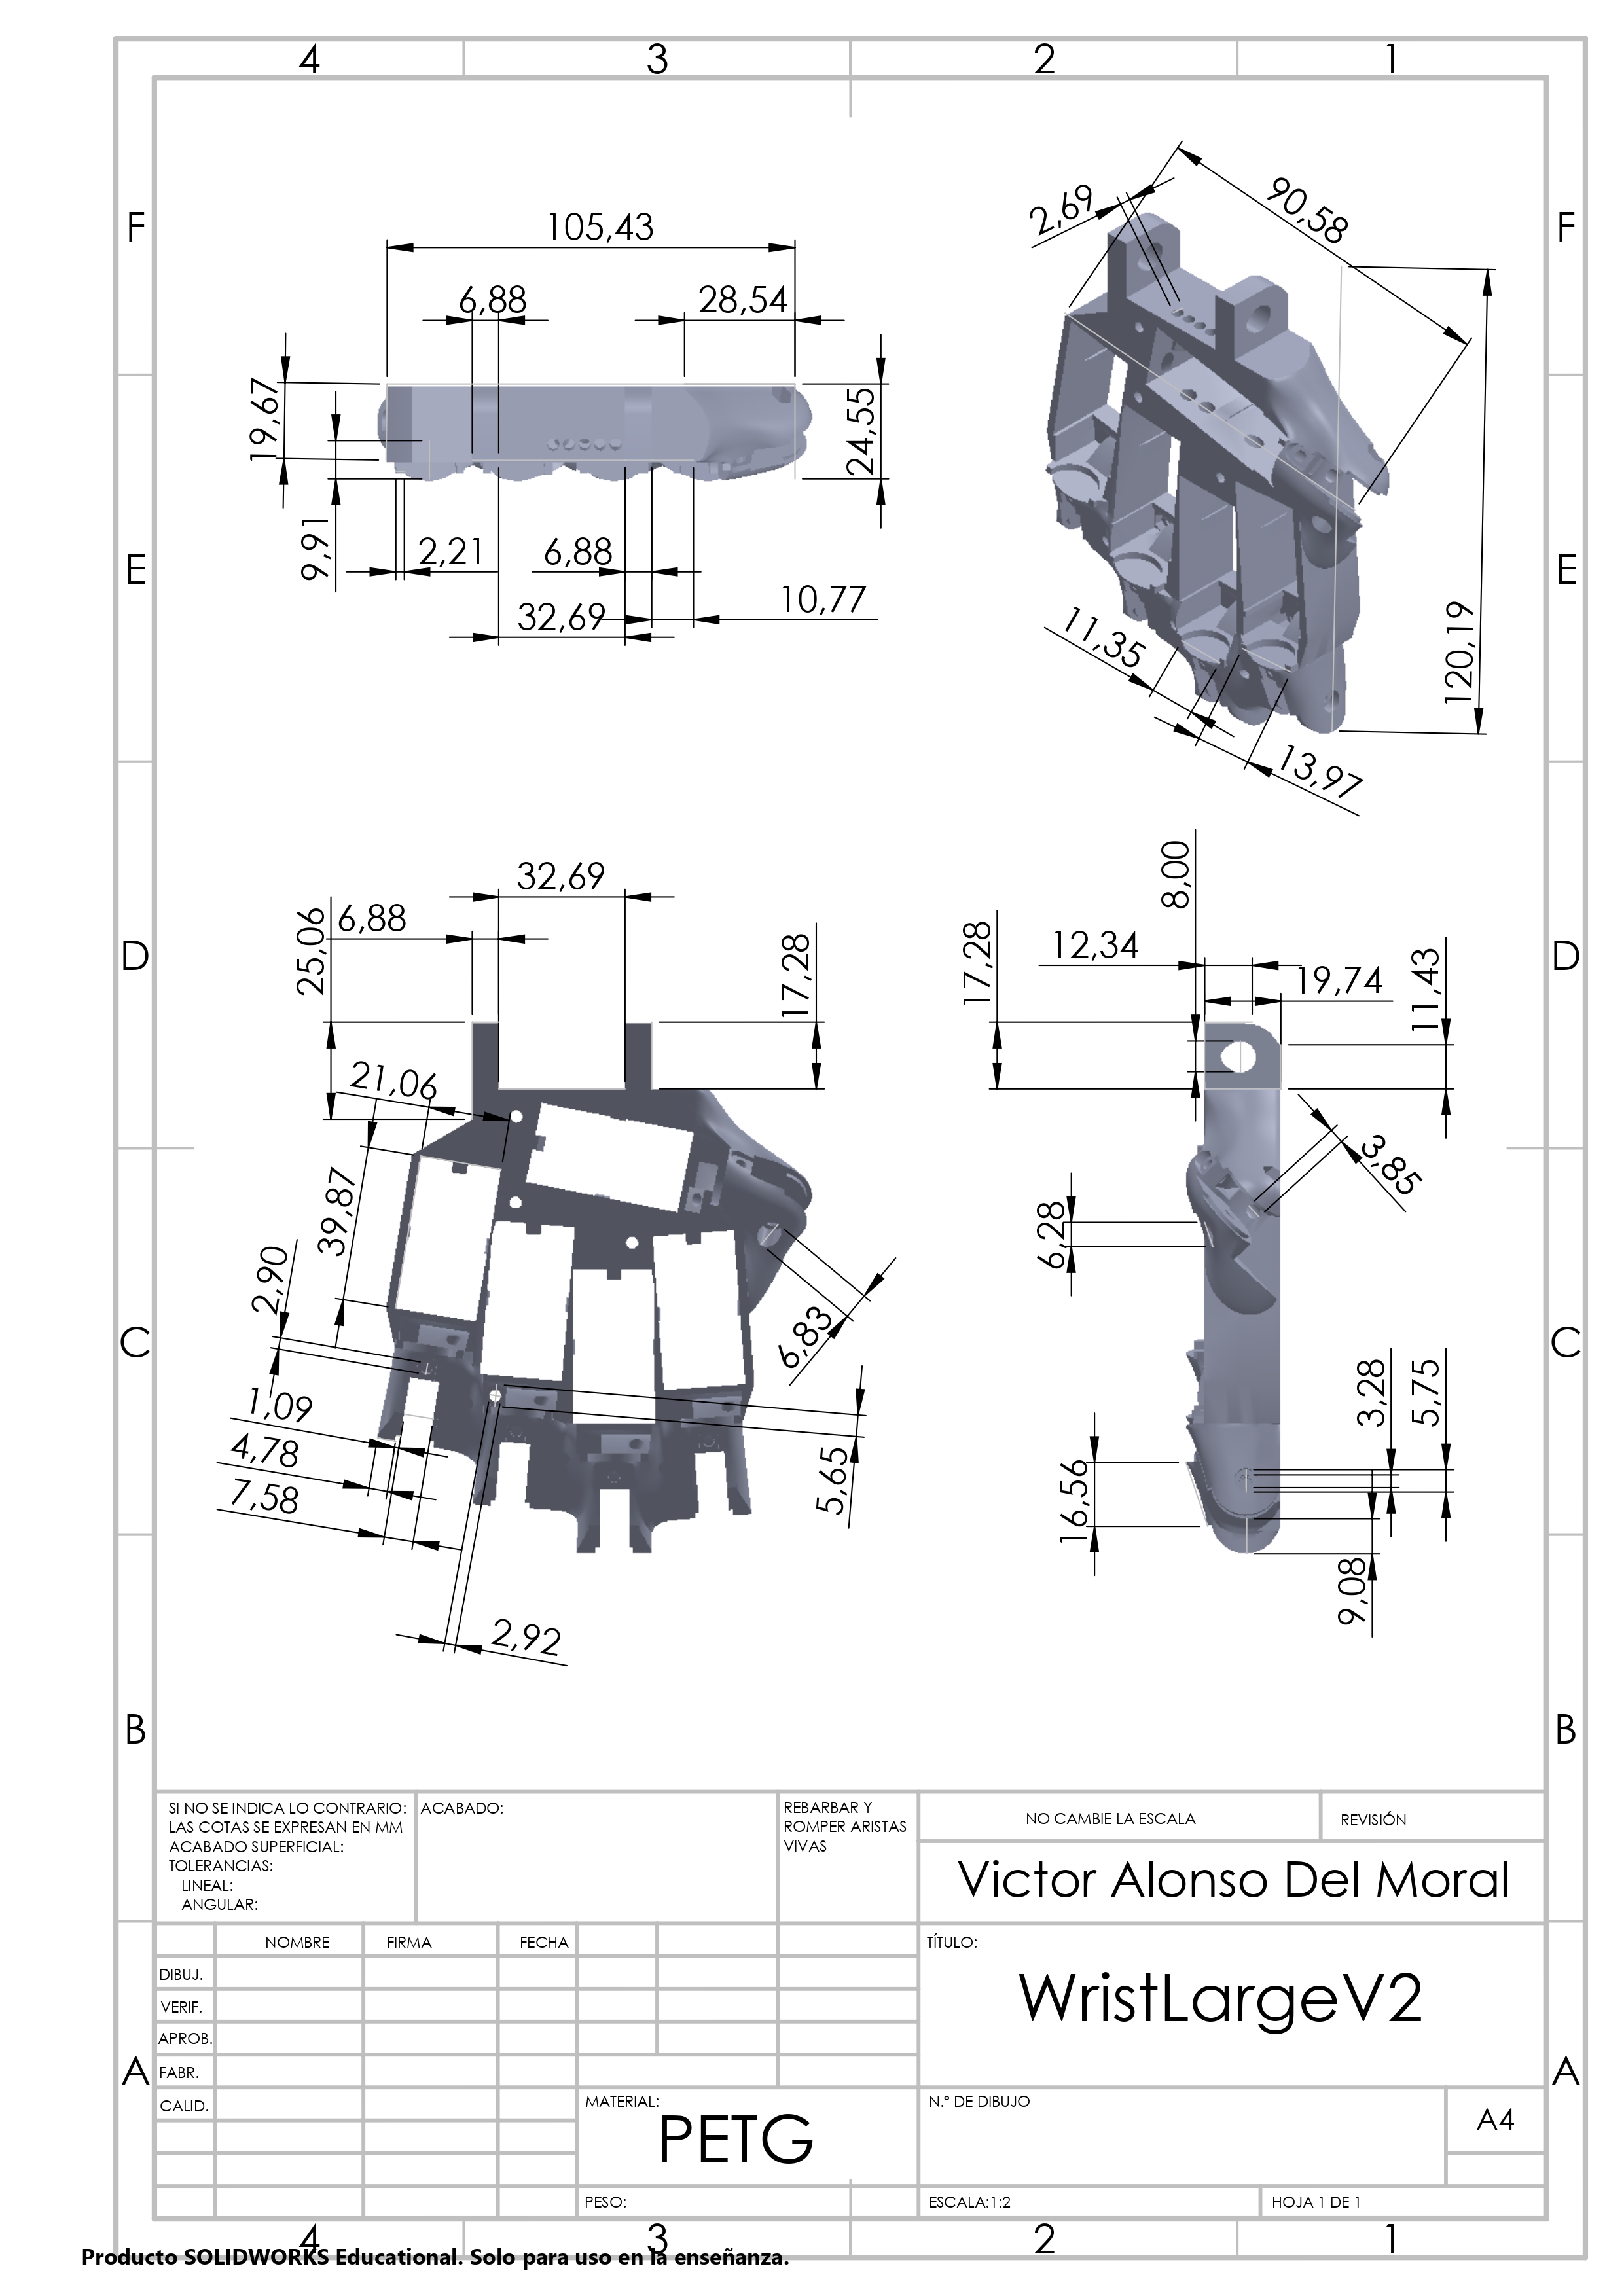 4 3 2 1
F F
E E
D D
C C
B B
A A
105,43
6,88 28,54
19,67
24,55
9,91
2,21 6,88
10,77
32,69
2,69
90,58
120,19
11,35
13,97
32,69
6,88
25,06
17,28
21,06
39,87
2,90
1,09
4,78
7,58
6,83
5,65
2,92
8,00
17,28
12,34
19,74
11,43
3,85
6,28
3,28
5,75
16,56
9,08
SI NO SE INDICA LO CONTRARIO:
LAS COTAS SE EXPRESAN EN MM
ACABADO SUPERFICIAL:
TOLERANCIAS:
LINEAL:
ANGULAR:
ACABADO:
REBARBAR Y
ROMPER ARISTAS
VIVAS
NO CAMBIE LA ESCALA
REVISIÓN
Victor Alonso Del Moral
NOMBRE FIRMA FECHA
DIBUJ.
VERIF.
APROB.
FABR.
CALID.
TÍTULO:
WristLargeV2
MATERIAL:
PETG
N.º DE DIBUJO
A4
PESO:
ESCALA:1:2
HOJA 1 DE 1
4 3 2 1
Producto SOLIDWORKS Educational. Solo para uso en la enseñanza.